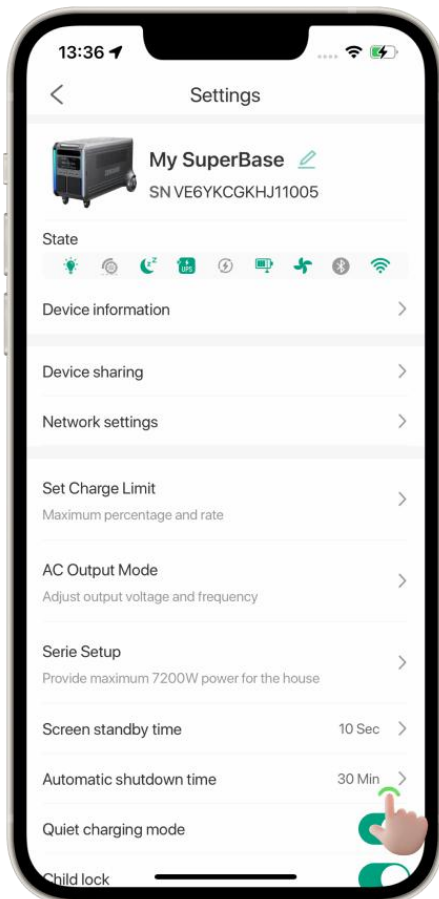 13:36
Settings
My SuperBase
SN VE6YKCGKHJ11005
State
UPS
Device information
Device sharing
Network settings
Set Charge Limit
Maximum percentage and rate
AC Output Mode
Adjust output voltage and frequency
Serie Setup
Provide maximum 7200W power for the house
Screen standby time 10 Sec
Automatic shutdown time 30 Min
Quiet charging mode
Child lock